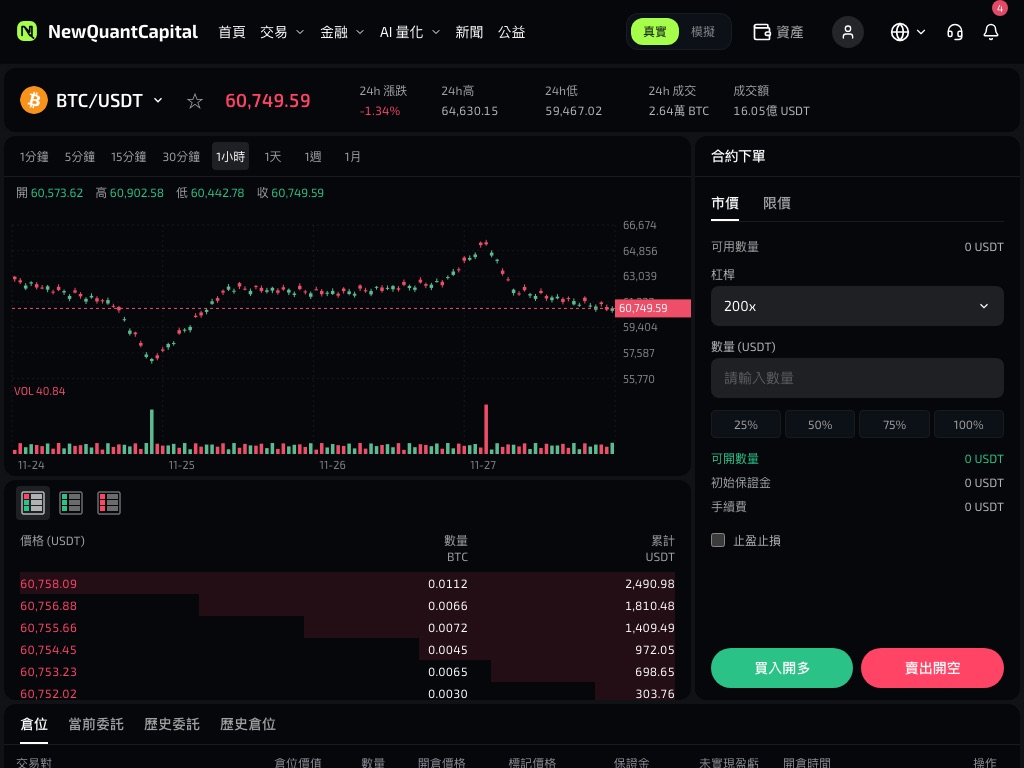 NewQuantCapital 首頁 交易 金融 AI 量化 新聞 公益 真實 模擬 資產 4
BTC/USDT 60,749.59
24h 漲跌 24h高 24h低 24h 成交 成交額
-1.34% 64,630.15 59,467.02 2.64萬 BTC 16.05億 USDT
1分鐘 5分鐘 15分鐘 30分鐘 1小時 1天 1週 1月
開 60,573.62 高 60,902.58 低 60,442.78 收 60,749.59
66,674
64,856
63,039
60,749.59
59,404
57,587
55,770
VOL 40.84
11-24 11-25 11-26 11-27
價格 (USDT) 數量 累計
BTC USDT
60,758.09 0.0112 2,490.98
60,756.88 0.0066 1,810.48
60,755.66 0.0072 1,409.49
60,754.45 0.0045 972.05
60,753.23 0.0065 698.65
60,752.02 0.0030 303.76
合約下單
市價 限價
可用數量 0 USDT
杠桿
200x
數量 (USDT)
請輸入數量
25% 50% 75% 100%
可開數量 0 USDT
初始保證金 0 USDT
手續費 0 USDT
止盈止損
買入開多 賣出開空
倉位 當前委託 歷史委託 歷史倉位
交易對 倉位價值 數量 開倉價格 標記價格 保證金 未實現盈虧 開倉時間 操作